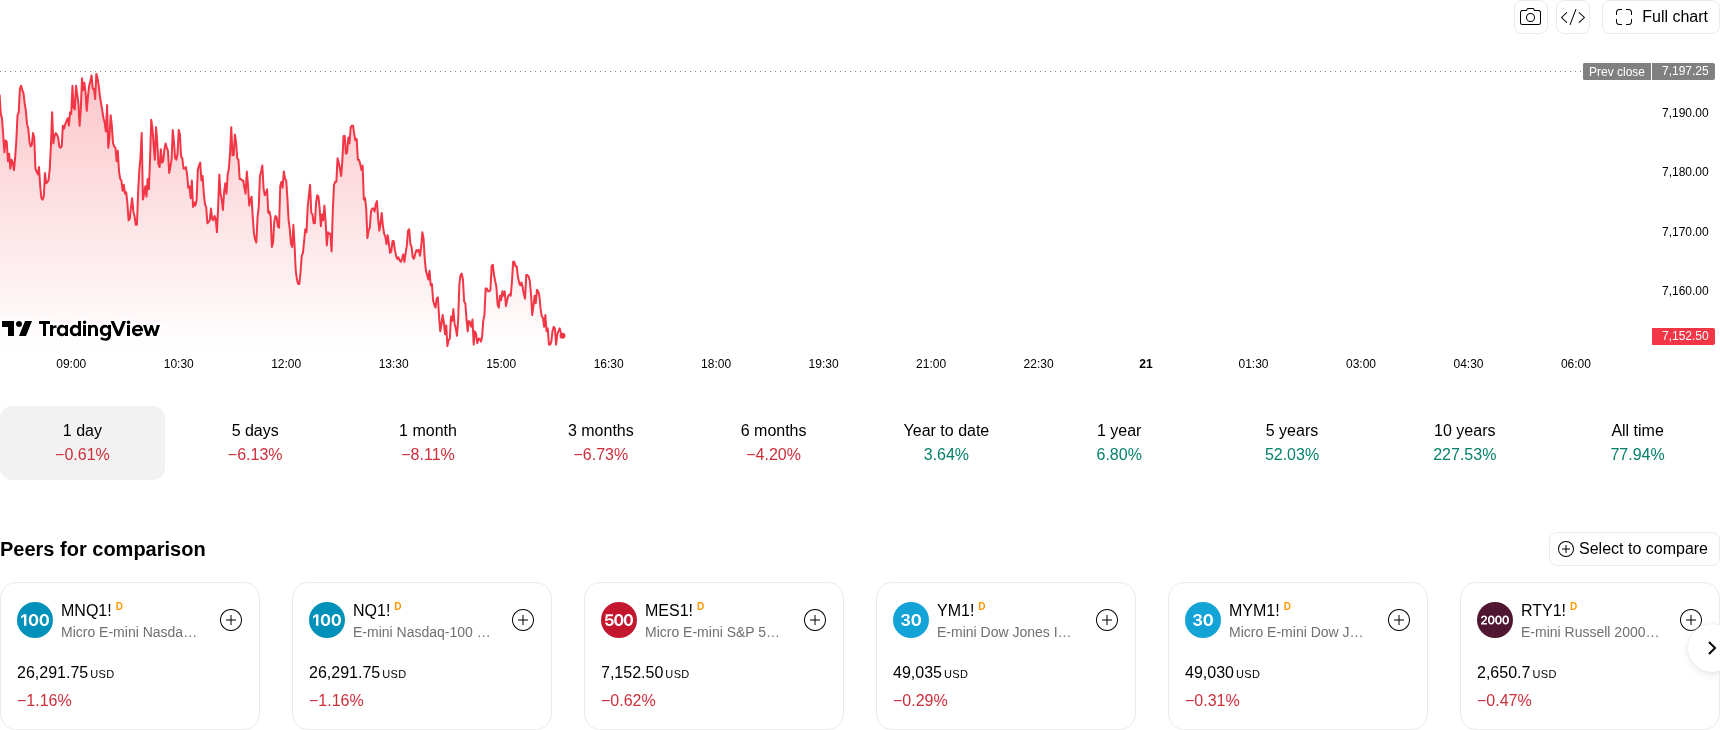 Full chart
Prev close 7,197.25
7,190.00
7,180.00
7,170.00
7,160.00
7,152.50
TradingView
09:00 10:30 12:00 13:30 15:00 16:30 18:00 19:30 21:00 22:30 21 01:30 03:00 04:30 06:00
1 day 5 days 1 month 3 months 6 months Year to date 1 year 5 years 10 years All time
−0.61% −6.13% −8.11% −6.73% −4.20% 3.64% 6.80% 52.03% 227.53% 77.94%
Peers for comparison
Select to compare
100 MNQ1! D
Micro E-mini Nasda…
26,291.75 USD
−1.16%
100 NQ1! D
E-mini Nasdaq-100 …
26,291.75 USD
−1.16%
500 MES1! D
Micro E-mini S&P 5…
7,152.50 USD
−0.62%
30 YM1! D
E-mini Dow Jones I…
49,035 USD
−0.29%
30 MYM1! D
Micro E-mini Dow J…
49,030 USD
−0.31%
2000 RTY1! D
E-mini Russell 2000…
2,650.7 USD
−0.47%